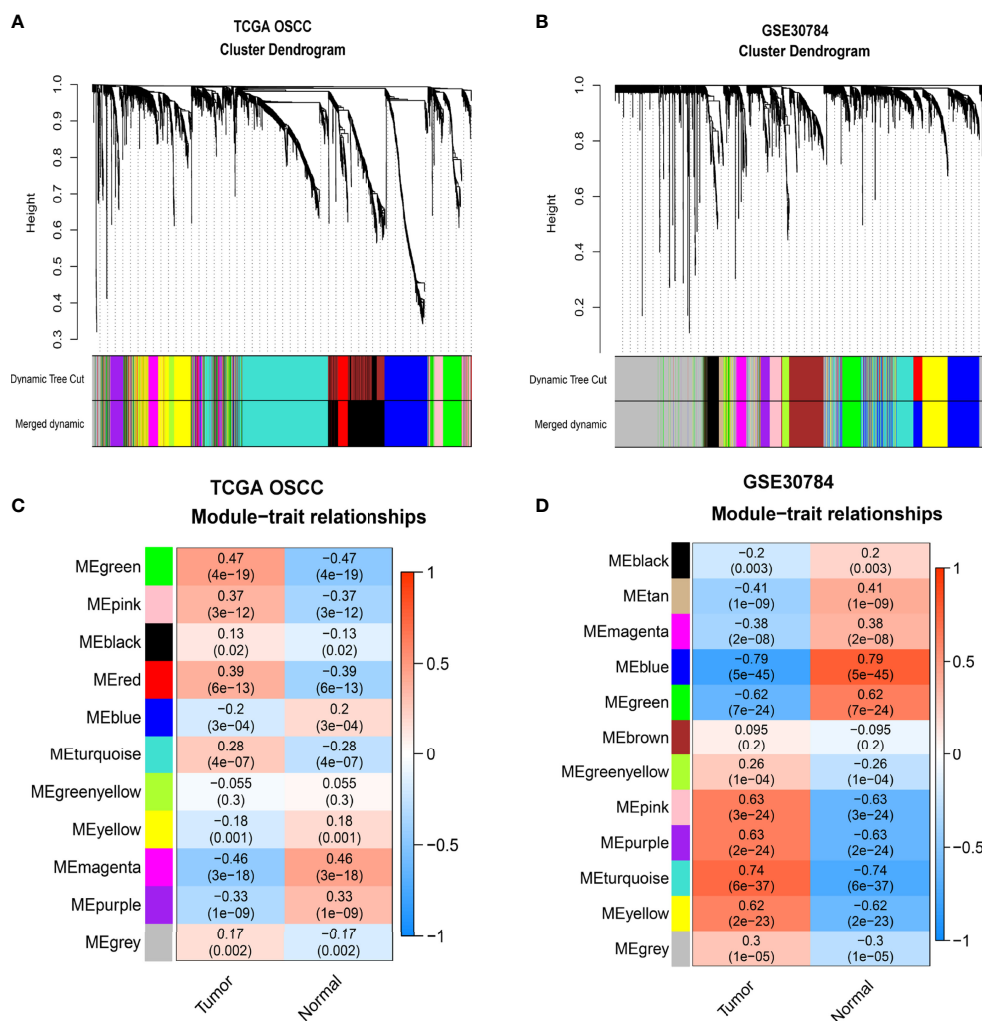 A
TCGA OSCC
Cluster Dendrogram
Height
1.0
0.9
0.8
0.7
0.6
0.5
0.4
0.3
Dynamic Tree Cut
Merged dynamic
B
GSE30784
Cluster Dendrogram
Height
1.0
0.8
0.6
0.4
0.2
0.0
Dynamic Tree Cut
Merged dynamic
C
TCGA OSCC
Module−trait relationships
MEgreen 0.47 −0.47
(4e−19) (4e−19)
MEpink 0.37 −0.37
(3e−12) (3e−12)
MEblack 0.13 −0.13
(0.02) (0.02)
MEred 0.39 −0.39
(6e−13) (6e−13)
MEblue −0.2 0.2
(3e−04) (3e−04)
MEturquoise 0.28 −0.28
(4e−07) (4e−07)
MEgreenyellow −0.055 0.055
(0.3) (0.3)
MEyellow −0.18 0.18
(0.001) (0.001)
MEmagenta −0.46 0.46
(3e−18) (3e−18)
MEpurple −0.33 0.33
(1e−09) (1e−09)
MEgrey 0.17 −0.17
(0.002) (0.002)
Tumor Normal
1
0.5
0
−0.5
−1
D
GSE30784
Module−trait relationships
MEblack −0.2 0.2
(0.003) (0.003)
MEtan −0.41 0.41
(1e−09) (1e−09)
MEmagenta −0.38 0.38
(2e−08) (2e−08)
MEblue −0.79 0.79
(5e−45) (5e−45)
MEgreen −0.62 0.62
(7e−24) (7e−24)
MEbrown 0.095 −0.095
(0.2) (0.2)
MEgreenyellow 0.26 −0.26
(1e−04) (1e−04)
MEpink 0.63 −0.63
(3e−24) (3e−24)
MEpurple 0.63 −0.63
(2e−24) (2e−24)
MEturquoise 0.74 −0.74
(6e−37) (6e−37)
MEyellow 0.62 −0.62
(2e−23) (2e−23)
MEgrey 0.3 −0.3
(1e−05) (1e−05)
Tumor Normal
1
0.5
0
−0.5
−1